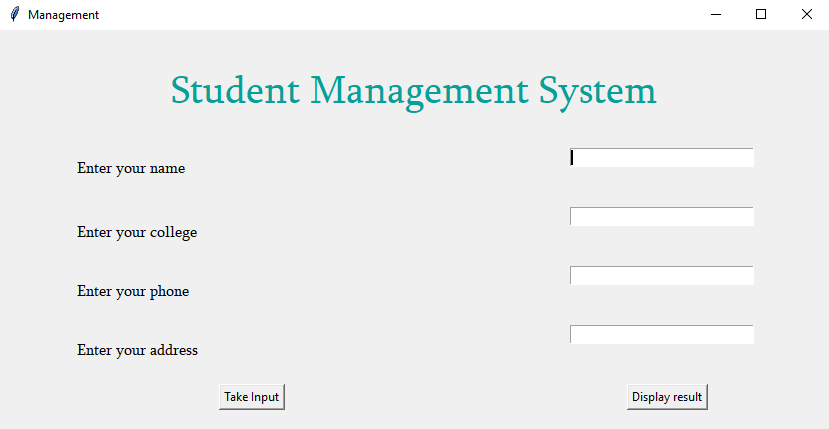 Management
Student Management System
Enter your name
Enter your college
Enter your phone
Enter your address
Take Input
Display result